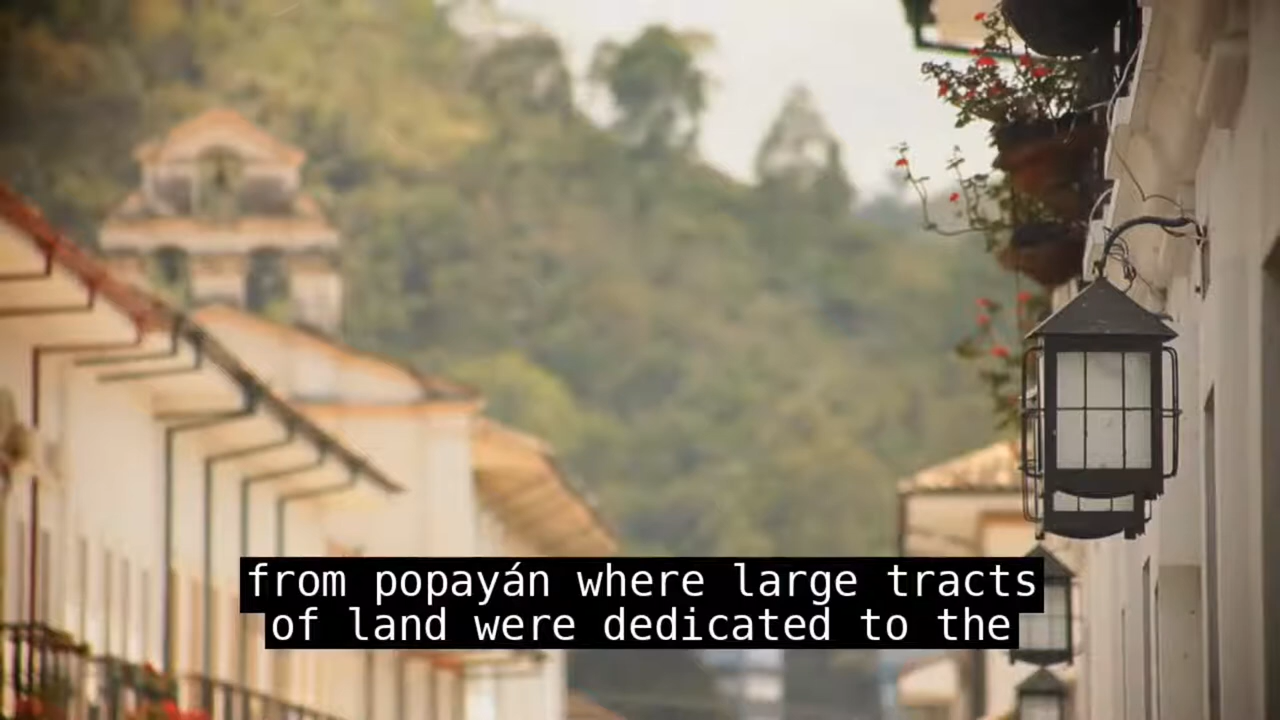 from popayán where large tracts
of land were dedicated to the